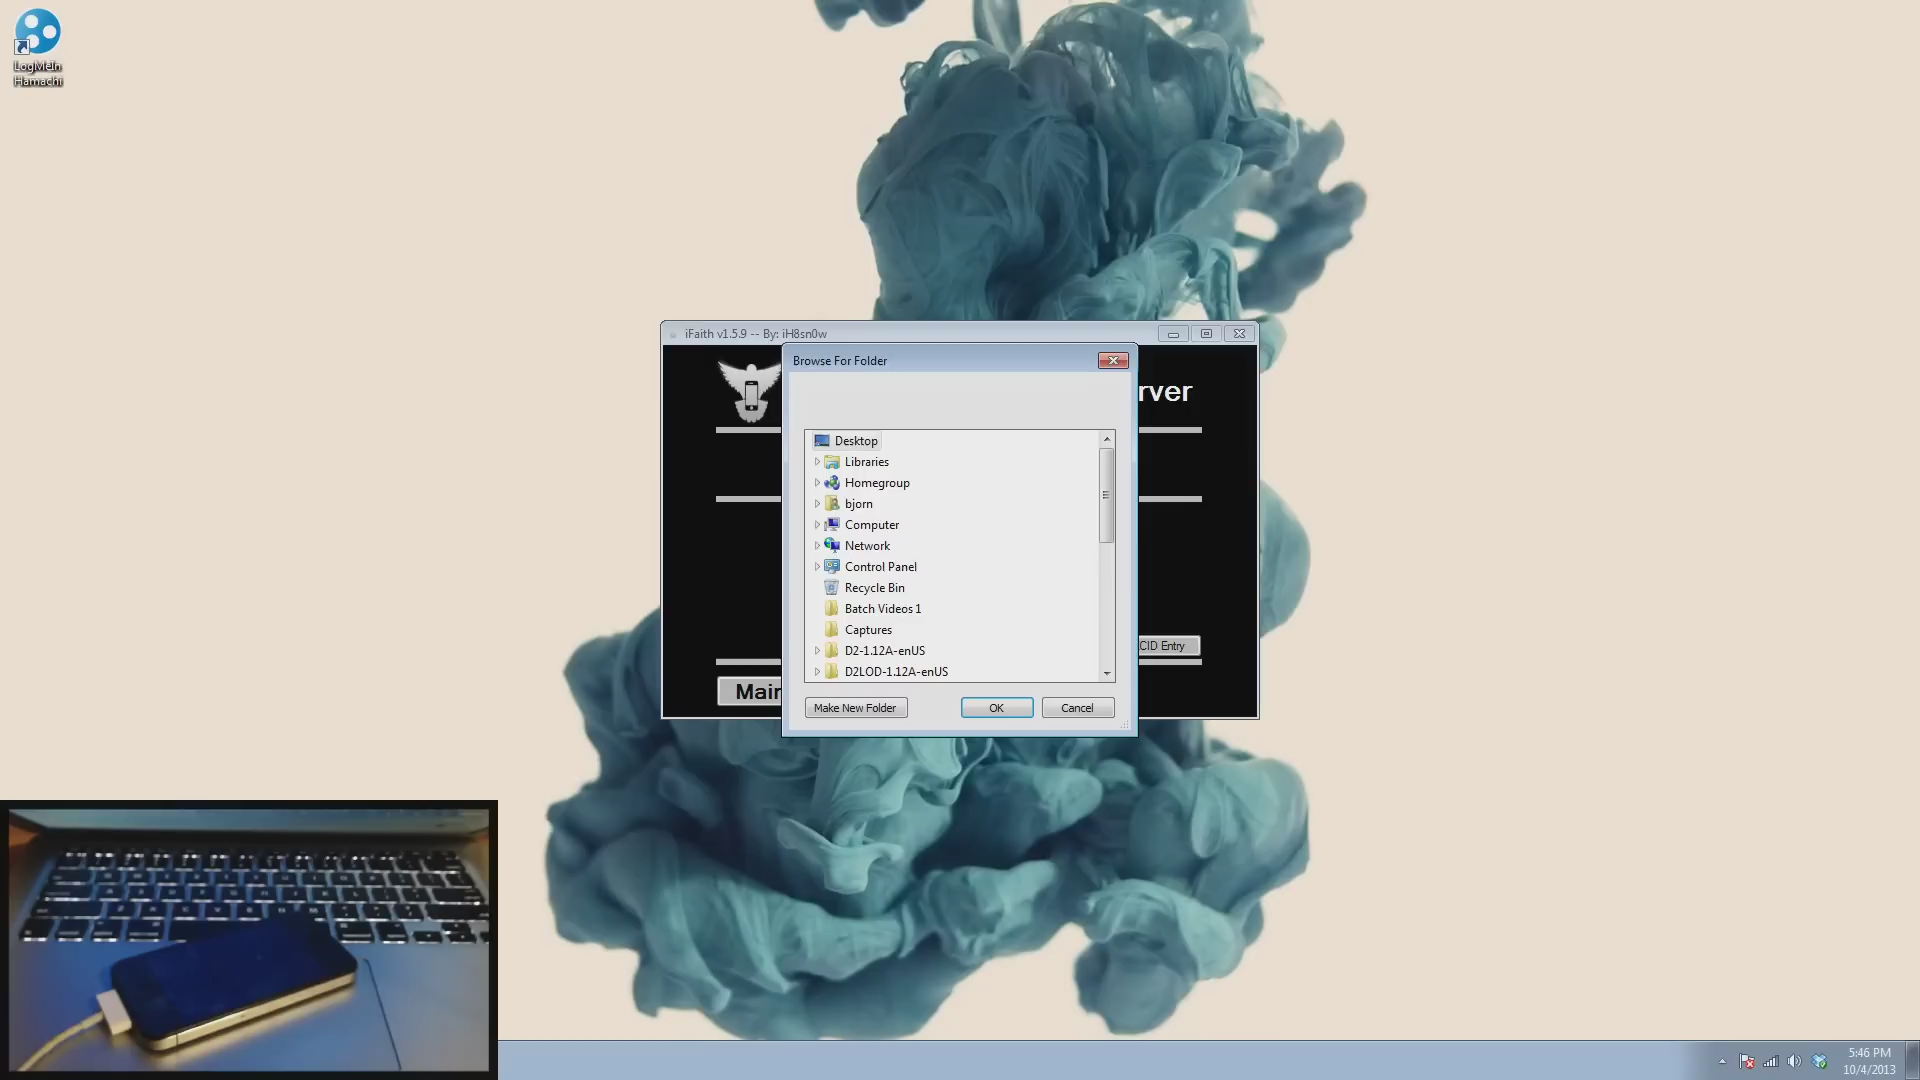 LogMeIn
Hamachi
iFaith v1.5.9 -- By: iH8sn0w
Browse For Folder
rver
Desktop
Libraries
Homegroup
bjorn
Computer
Network
Control Panel
Recycle Bin
Batch Videos 1
Captures
D2-1.12A-enUS
D2LOD-1.12A-enUS
CID Entry
Main
Make New Folder
OK
Cancel
5:46 PM
10/4/2013